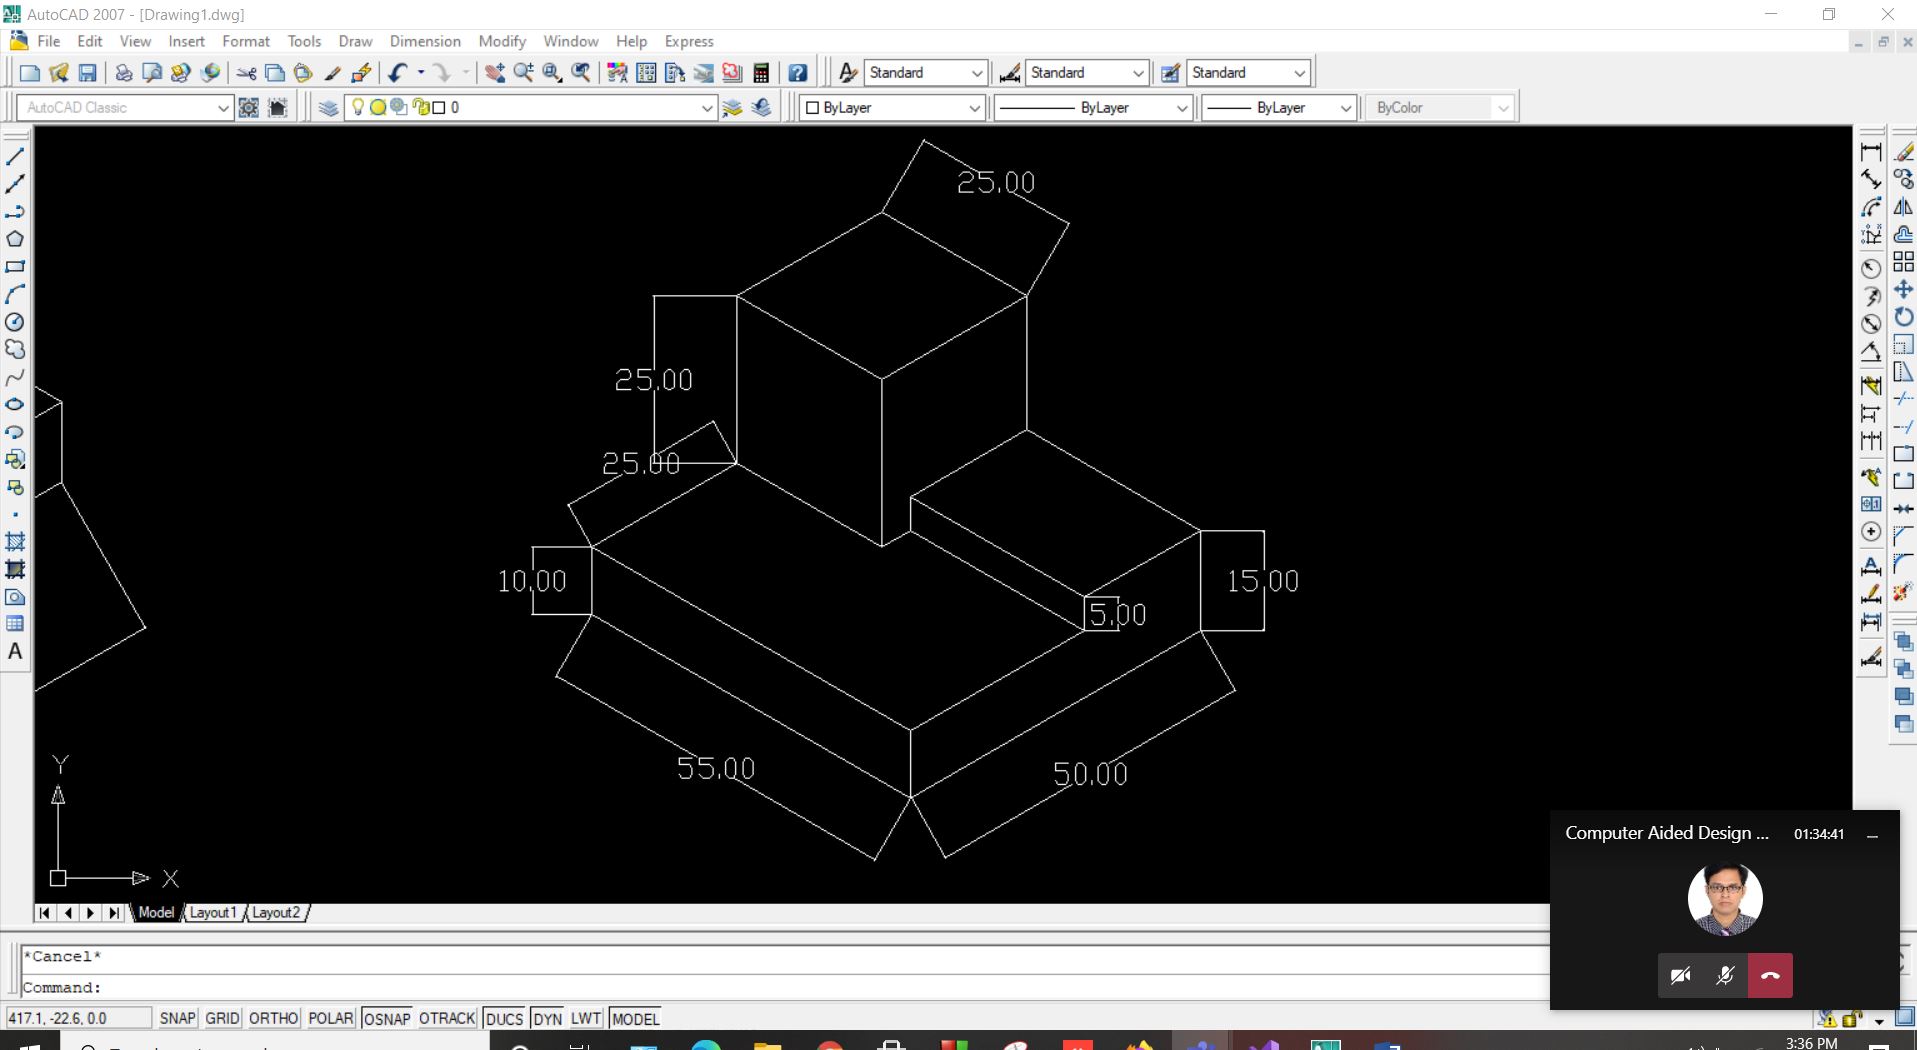 AutoCAD 2007 - [Drawing1.dwg]
File Edit View Insert Format Tools Draw Dimension Modify Window Help Express
Standard Standard Standard
AutoCAD Classic 0 ByLayer ByLayer ByLayer ByColor
25.00
25.00
25.00
10.00 15.00
5.00
55.00 50.00
Y
X
Computer Aided Design ... 01:34:41
Model Layout1 Layout2
*Cancel*
Command:
417.1, -22.6, 0.0 SNAP GRID ORTHO POLAR OSNAP OTRACK DUCS DYN LWT MODEL
3:36 PM